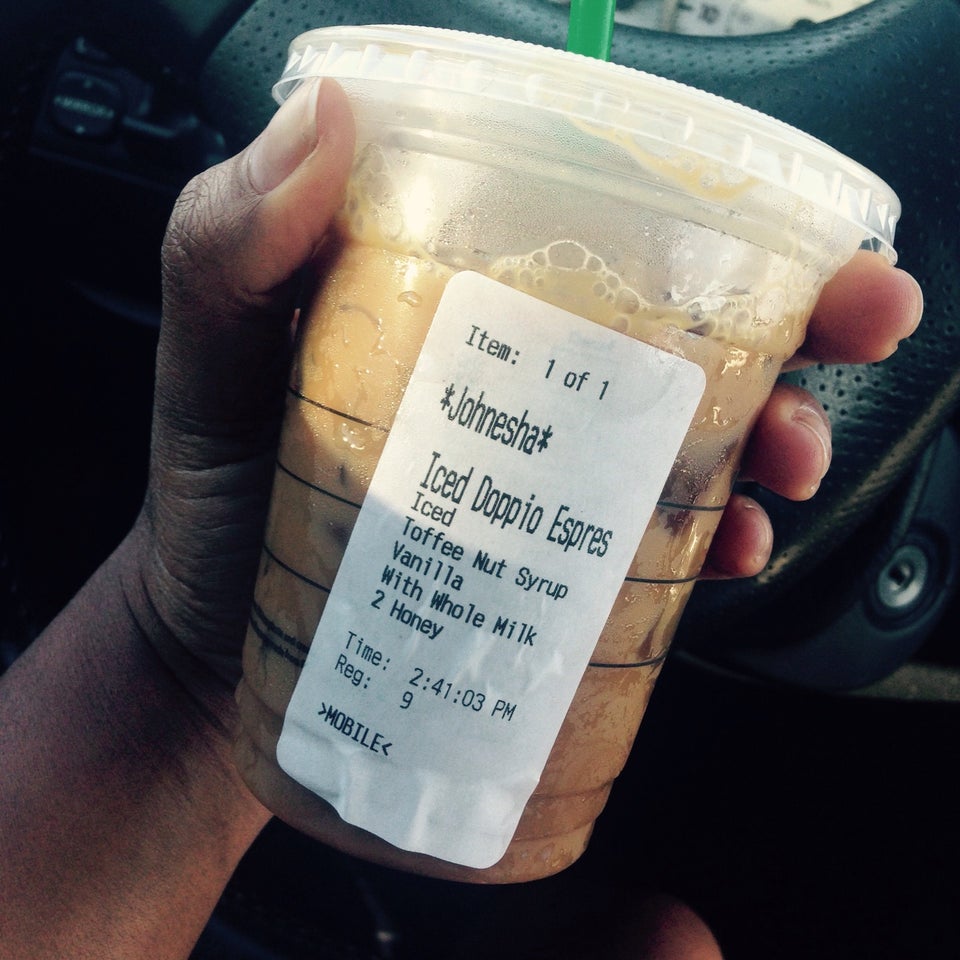 Item: 1 of 1
*Johnesha*
Iced Doppio Espres
Iced
Toffee Nut Syrup
Vanilla
With Whole Milk
2 Honey
Time: 2:41:03 PM
Reg: 9
>MOBILE<